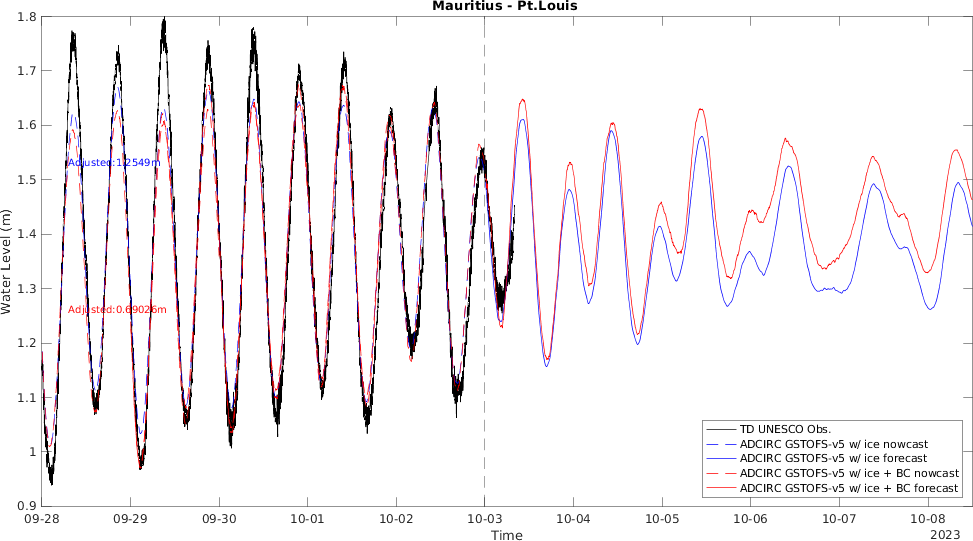 Mauritius - Pt.Louis
1.8
1.7
1.6
1.5
1.4
1.3
1.2
1.1
1
0.9
Water Level (m)
Adjusted:1.2549m
Adjusted:0.69026m
TD UNESCO Obs.
ADCIRC GSTOFS-v5 w/ ice nowcast
ADCIRC GSTOFS-v5 w/ ice forecast
ADCIRC GSTOFS-v5 w/ ice + BC nowcast
ADCIRC GSTOFS-v5 w/ ice + BC forecast
09-28 09-29 09-30 10-01 10-02 10-03 10-04 10-05 10-06 10-07 10-08
2023
Time